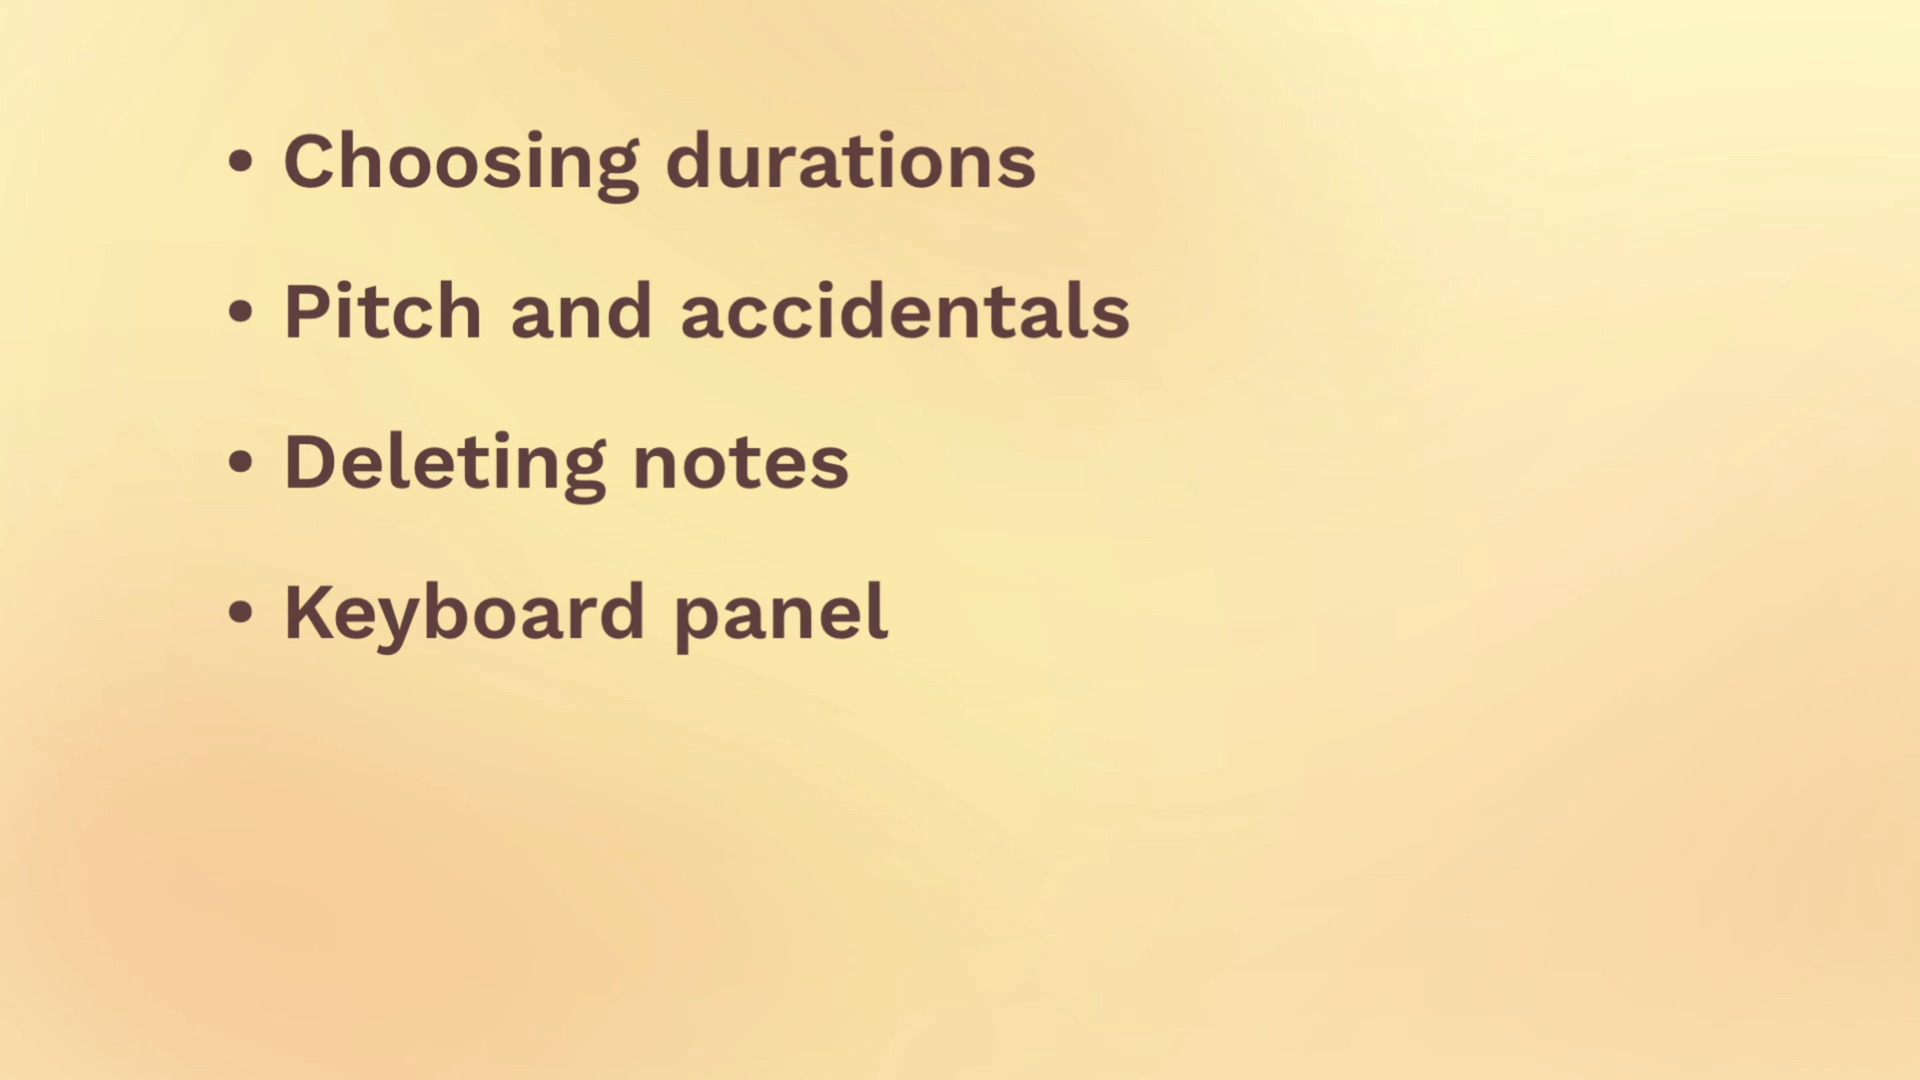 • Choosing durations
• Pitch and accidentals
• Deleting notes
• Keyboard panel